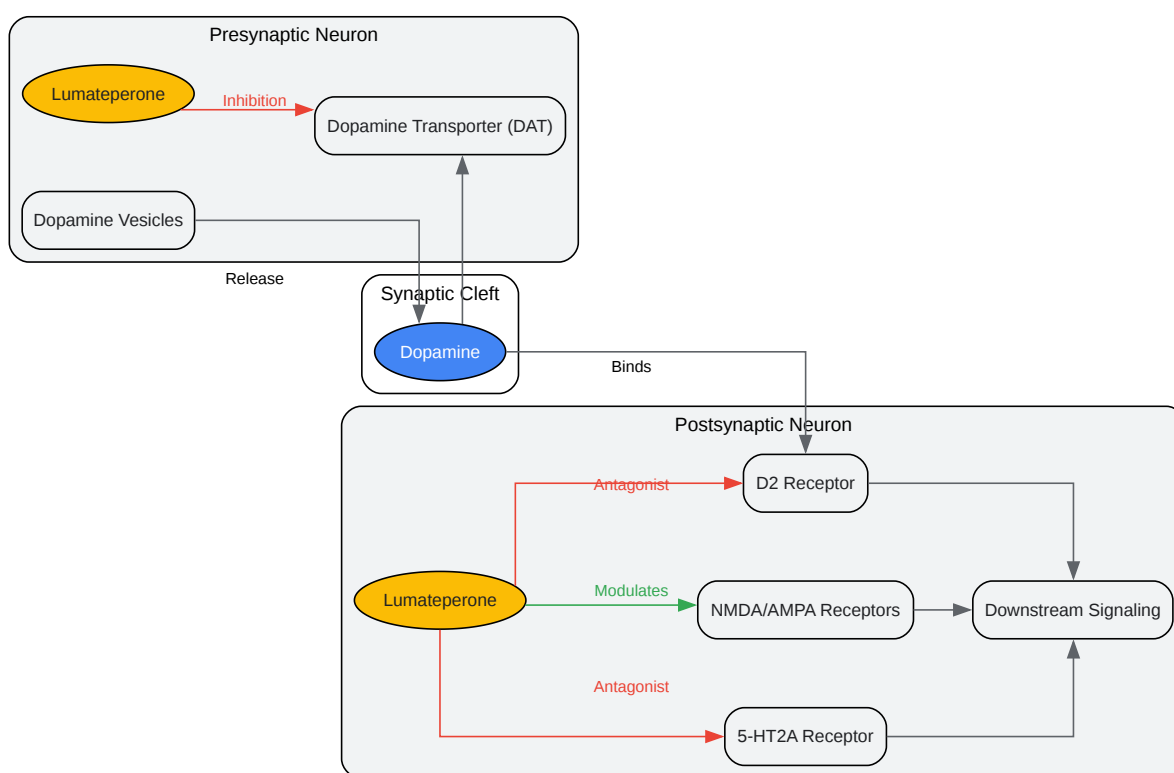 Presynaptic Neuron
Lumateperone
Inhibition
Dopamine Transporter (DAT)
Dopamine Vesicles
Release
Synaptic Cleft
Dopamine
Binds
Postsynaptic Neuron
Antagonist
D2 Receptor
Lumateperone
Modulates
NMDA/AMPA Receptors
Downstream Signaling
Antagonist
5-HT2A Receptor